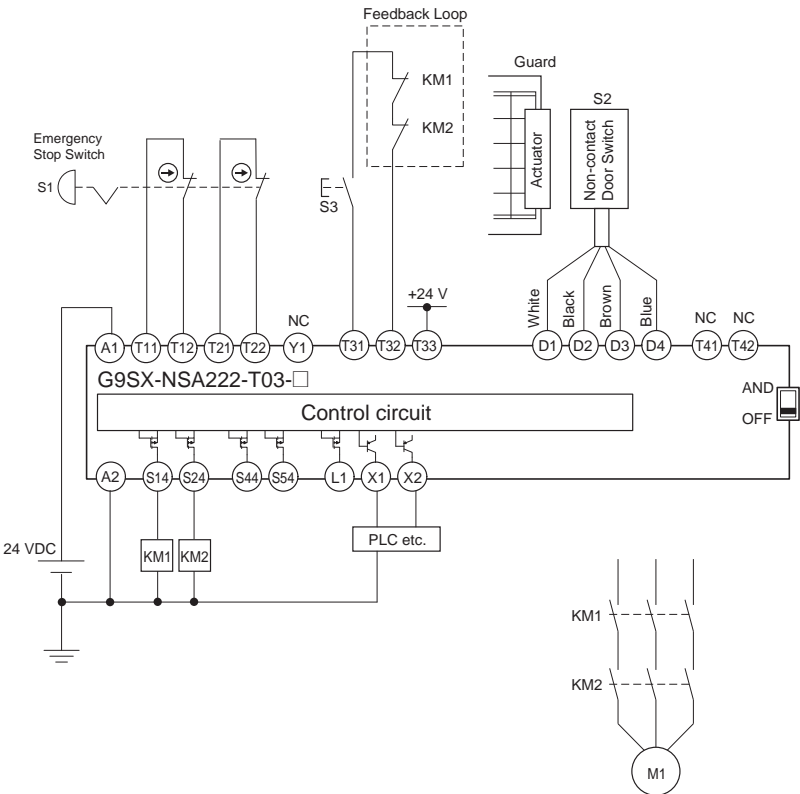 Feedback Loop
KM1
KM2
Guard
Actuator
S2
Non-contact
Door Switch
Emergency
Stop Switch
S1
S3
+24 V
White
Black
Brown
Blue
NC
NC
NC
A1
T11
T12
T21
T22
Y1
T31
T32
T33
D1
D2
D3
D4
T41
T42
G9SX-NSA222-T03-□
Control circuit
AND
OFF
A2
S14
S24
S44
S54
L1
X1
X2
24 VDC
KM1
KM2
PLC etc.
KM1
KM2
M1